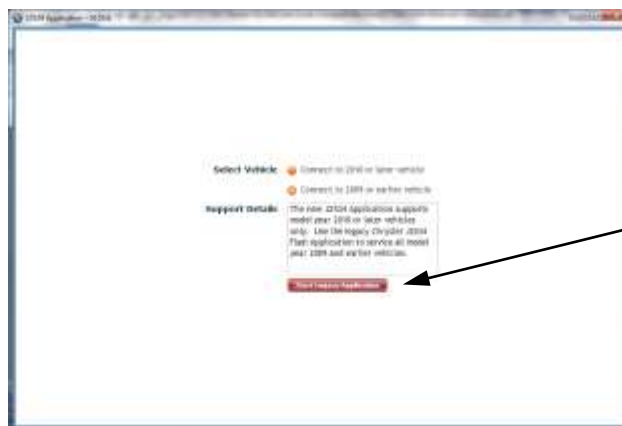 J2534 Application -
Select Vehicle
Connect to 2010 or later vehicle
Connect to 2009 or earlier vehicle
Support Details
The new J2534 Application supports
model year 2010 or later vehicles
only. Use the legacy Chrysler J2534
Flash Application to service all model
year 2009 and earlier vehicles.
Start Legacy Application